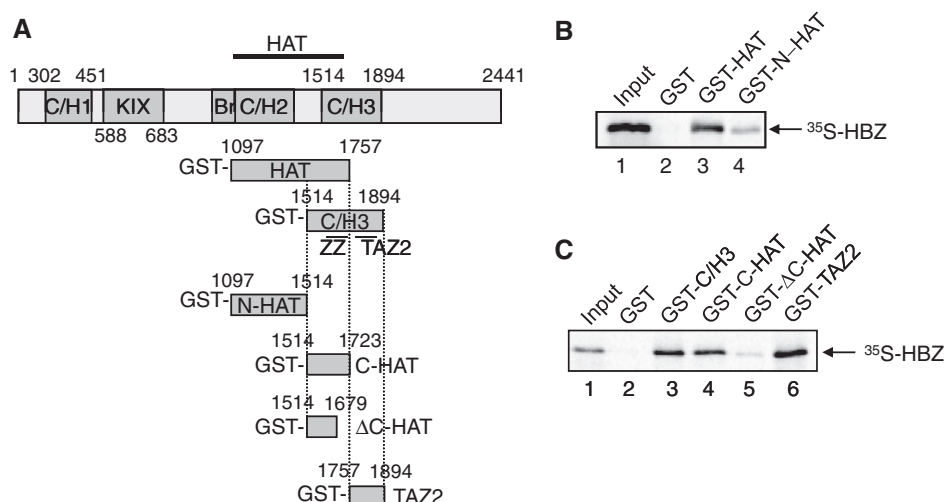 A
HAT
1 302 451 1514 1894 2441
C/H1 KIX Br C/H2 C/H3
588 683
1097 1757
GST- HAT
1514 1894
GST- C/H3
ZZ TAZ2
1097 1514
GST- N-HAT
1514 1723
GST- C-HAT
1514 1679
GST- ΔC-HAT
1757 1894
GST- TAZ2
B
Input GST GST-HAT GST-N–HAT
³⁵S-HBZ
1 2 3 4
C
Input GST GST-C/H3 GST-C-HAT GST-ΔC-HAT GST-TAZ2
³⁵S-HBZ
1 2 3 4 5 6